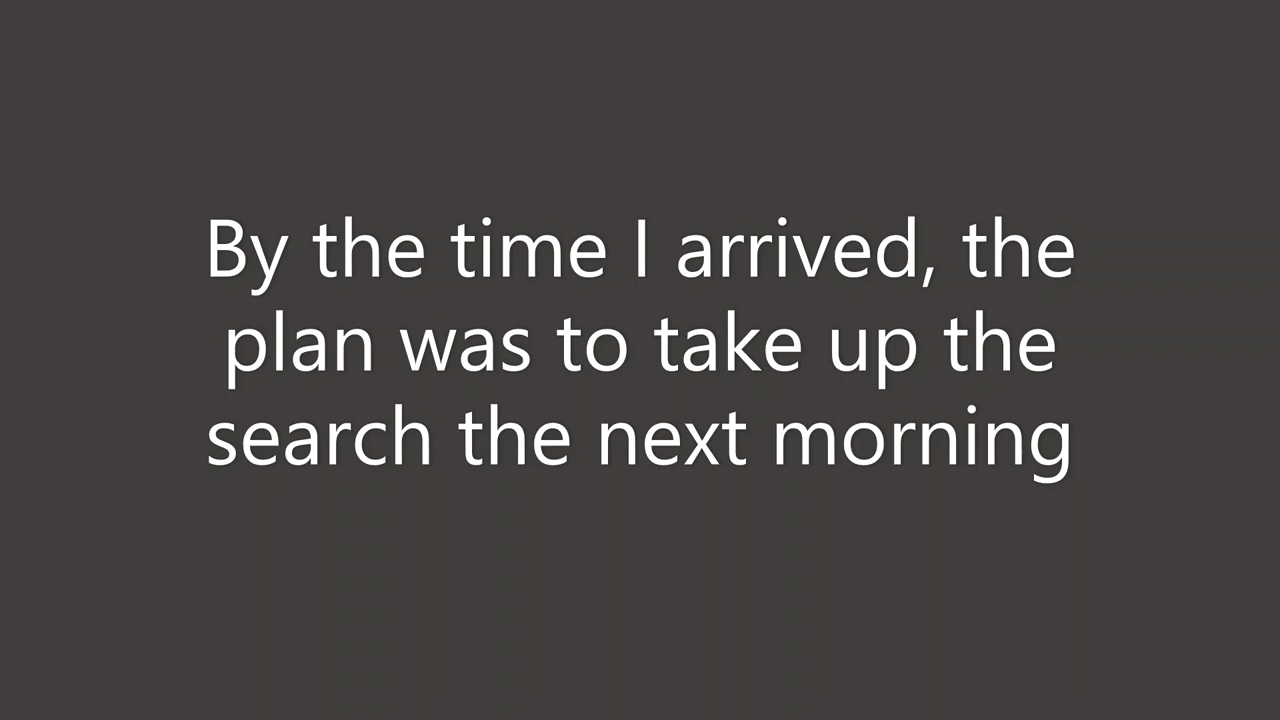 By the time I arrived, the
plan was to take up the
search the next morning